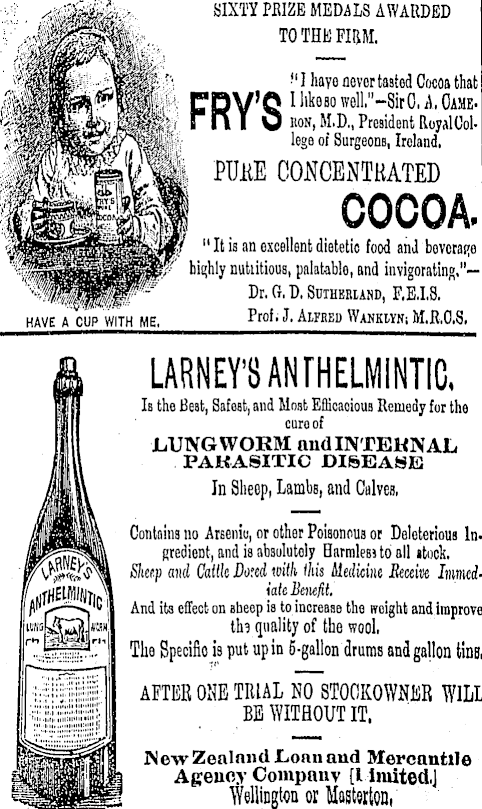 SIXTY PRIZE MEDALS AWARDED
TO THE FIRM.
"I have never tasted Cocoa that
I like so well."—Sir C. A. CAME-
RON, M.D., President Royal Col-
lege of Surgeons, Ireland.
FRY'S
PURE CONCENTRATED
COCOA.
"It is an excellent dietetic food and beverage
highly nutritious, palatable, and invigorating."—
Dr. G. D. SUTHERLAND, F.E.I.S.
Prof. J. ALFRED WANKLYN, M.R.C.S.
FRY'S
COCOA
HAVE A CUP WITH ME.
LARNEY'S ANTHELMINTIC.
Is the Best, Safest, and Most Efficacious Remedy for the
cure of
LUNGWORM and INTERNAL
PARASITIC DISEASE
In Sheep, Lambs, and Calves.
Contains no Arsenic, or other Poisonous or Deleterious In-
gredient, and is absolutely Harmless to all stock.
Sheep and Cattle Dosed with this Medicine Receive Immed-
iate Benefit.
And its effect on sheep is to increase the weight and improve
the quality of the wool.
The Specific is put up in 5-gallon drums and gallon tins.
AFTER ONE TRIAL NO STOCKOWNER WILL
BE WITHOUT IT.
New Zealand Loan and Mercantile
Agency Company [Limited.]
Wellington or Masterton,
LARNEY'S
ANTHELMINTIC
LUNG WORM